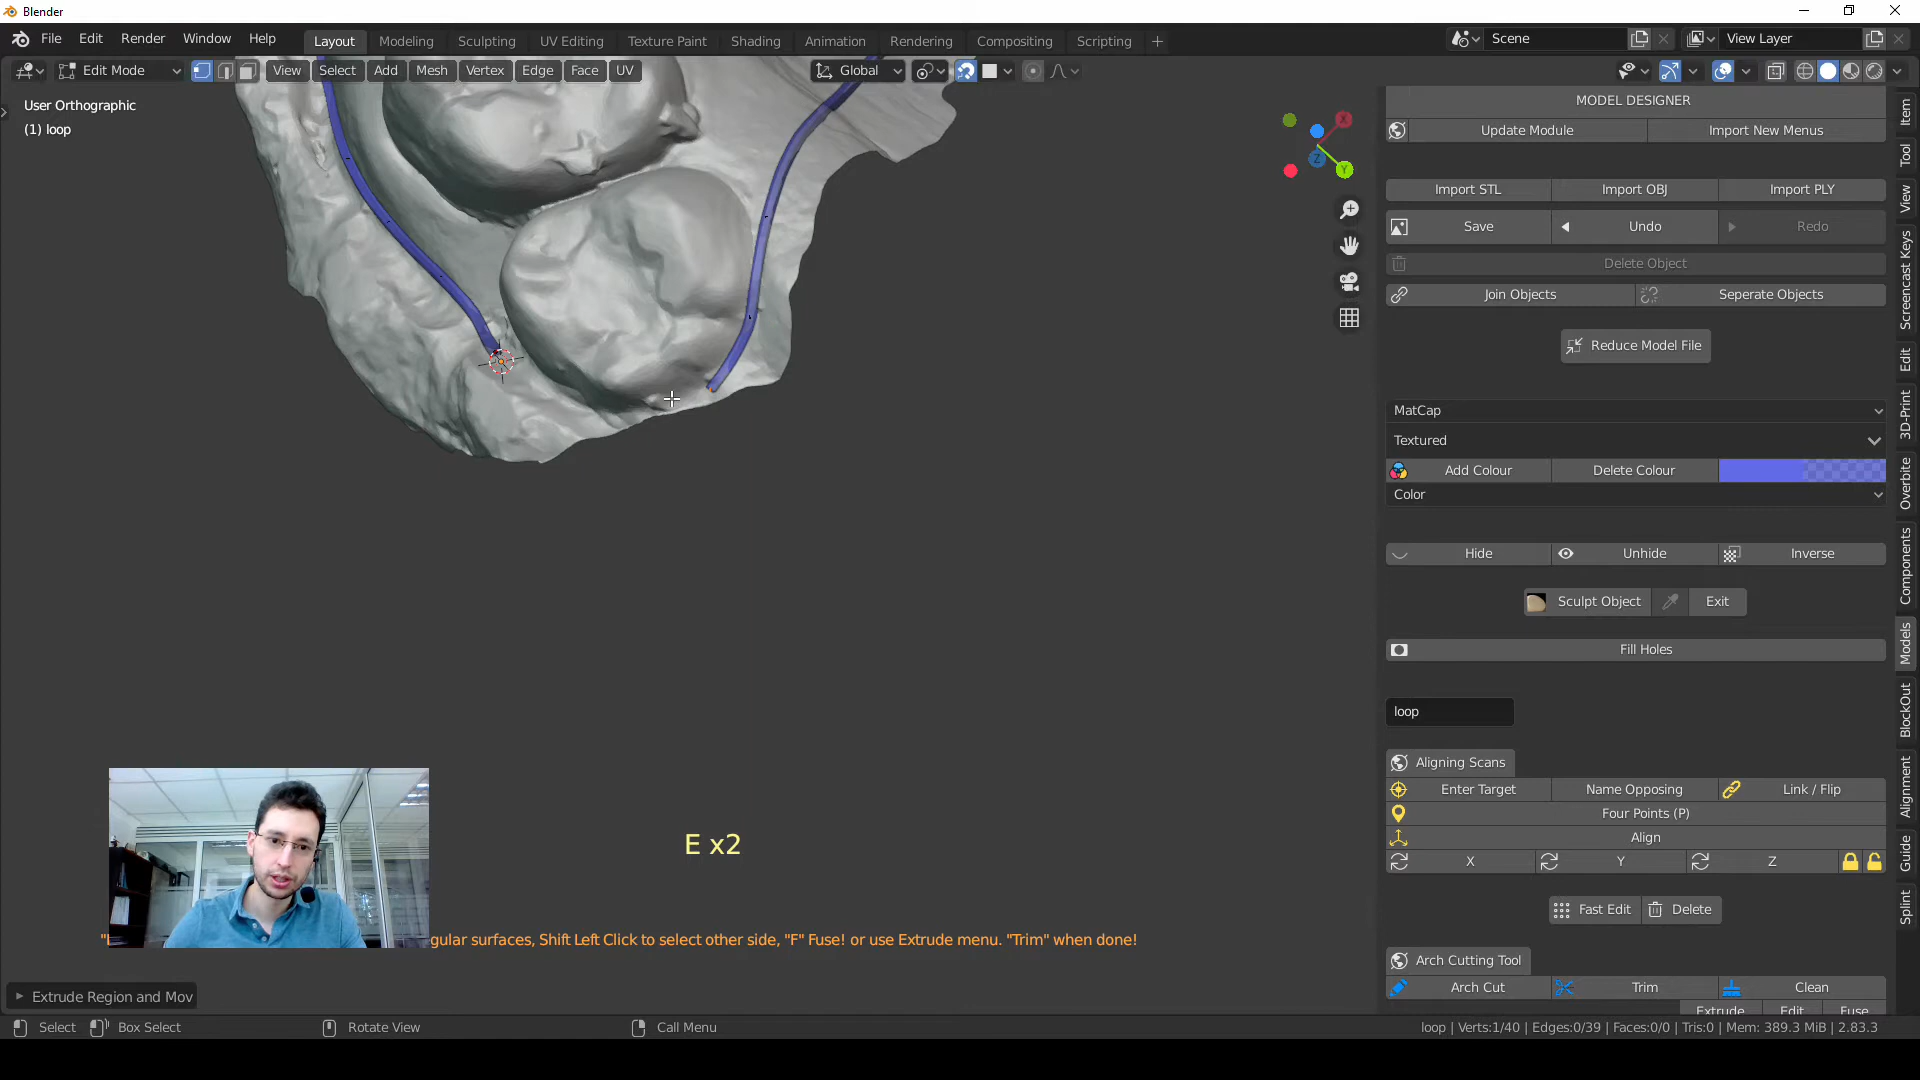 Blender
File Edit Render Window Help Layout Modeling Sculpting UV Editing Texture Paint Shading Animation Rendering Compositing Scripting + Scene View Layer
Edit Mode View Select Add Mesh Vertex Edge Face UV Global
User Orthographic
(1) loop
X
Y
Z
MODEL DESIGNER
Update Module Import New Menus
Import STL Import OBJ Import PLY
Save Undo Redo
Delete Object
Join Objects Seperate Objects
Reduce Model File
MatCap
Textured
Add Colour Delete Colour
Color
Hide Unhide Inverse
Sculpt Object Exit
Fill Holes
loop
Aligning Scans
Enter Target Name Opposing Link / Flip
Four Points (P)
Align
X Y Z
Fast Edit Delete
Arch Cutting Tool
Arch Cut Trim Clean
Extrude Edit Fuse
Item
Tool
View
Screencast Keys
Edit
3D-Print
Overbite
Components
Models
BlockOut
Alignment
Guide
Splint
E x2
gular surfaces, Shift Left Click to select other side, "F" Fuse! or use Extrude menu. "Trim" when done!
Extrude Region and Mov
Select Box Select Rotate View Call Menu loop | Verts:1/40 | Edges:0/39 | Faces:0/0 | Tris:0 | Mem: 389.3 MiB | 2.83.3